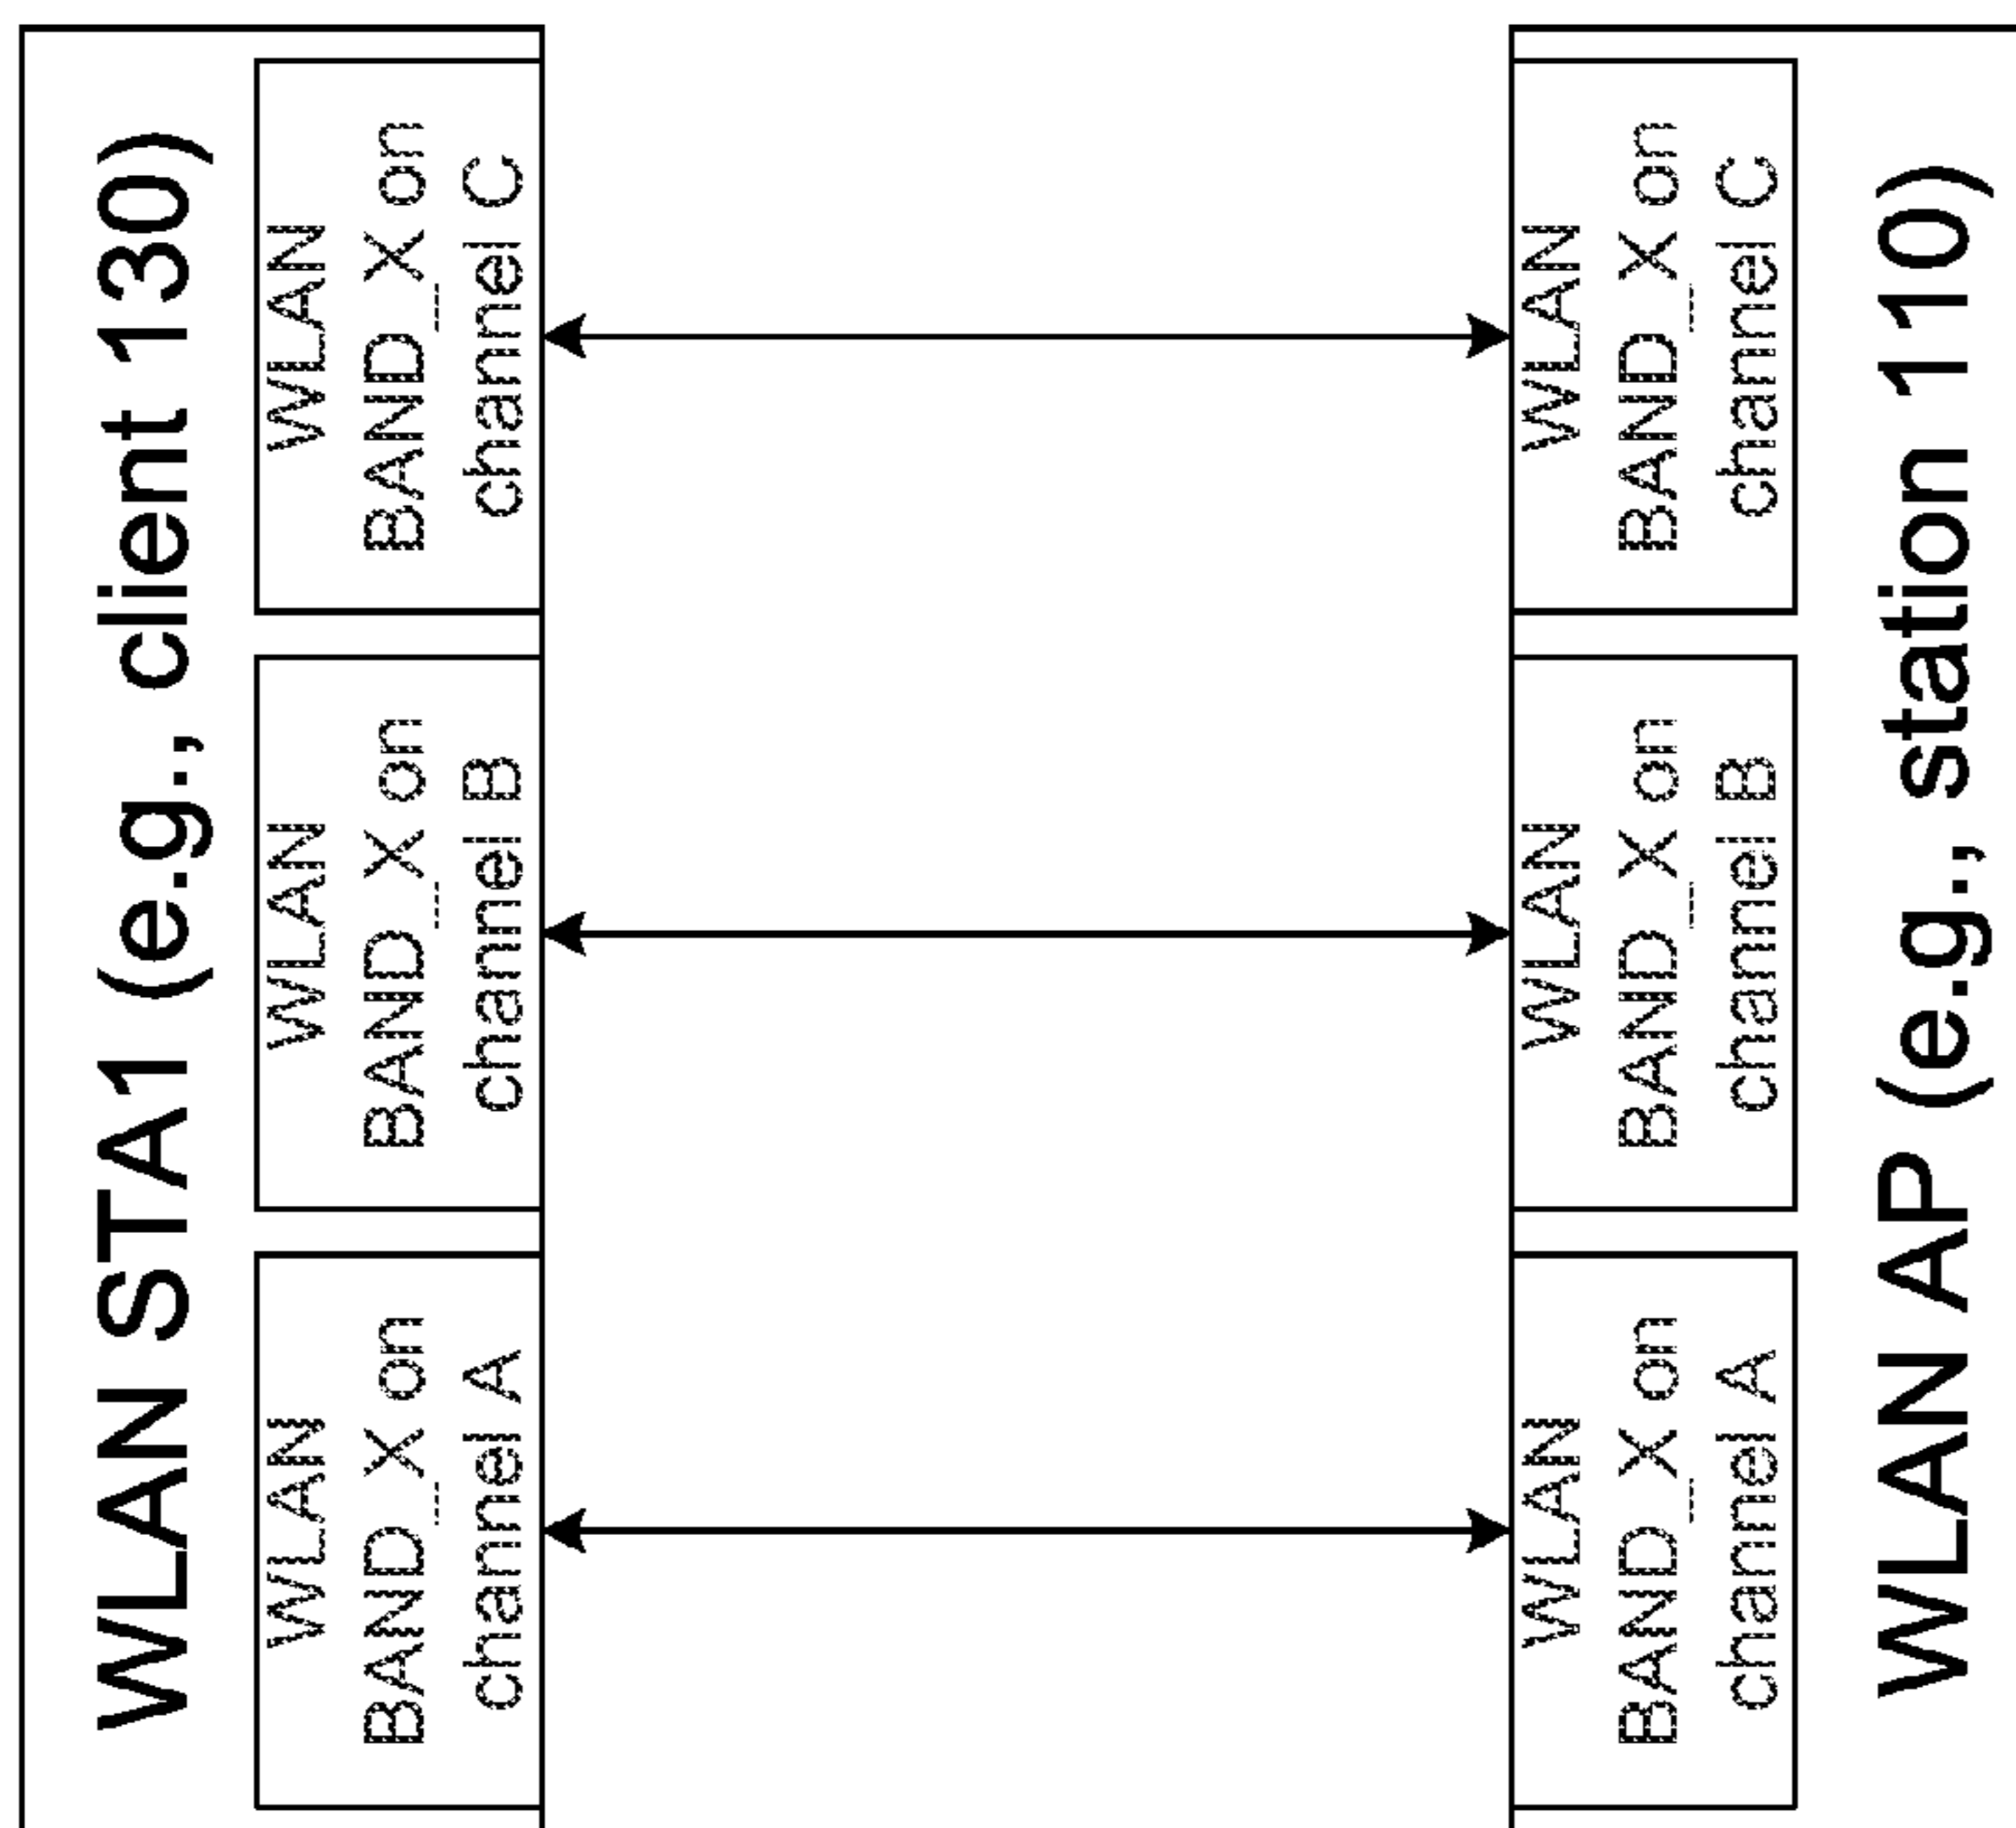 WLAN STA1 (e.g., client 130)
WLAN
BAND_X on
channel A
WLAN
BAND_X on
channel B
WLAN
BAND_X on
channel C
WLAN
BAND_X on
channel A
WLAN
BAND_X on
channel B
WLAN
BAND_X on
channel C
WLAN AP (e.g., station 110)